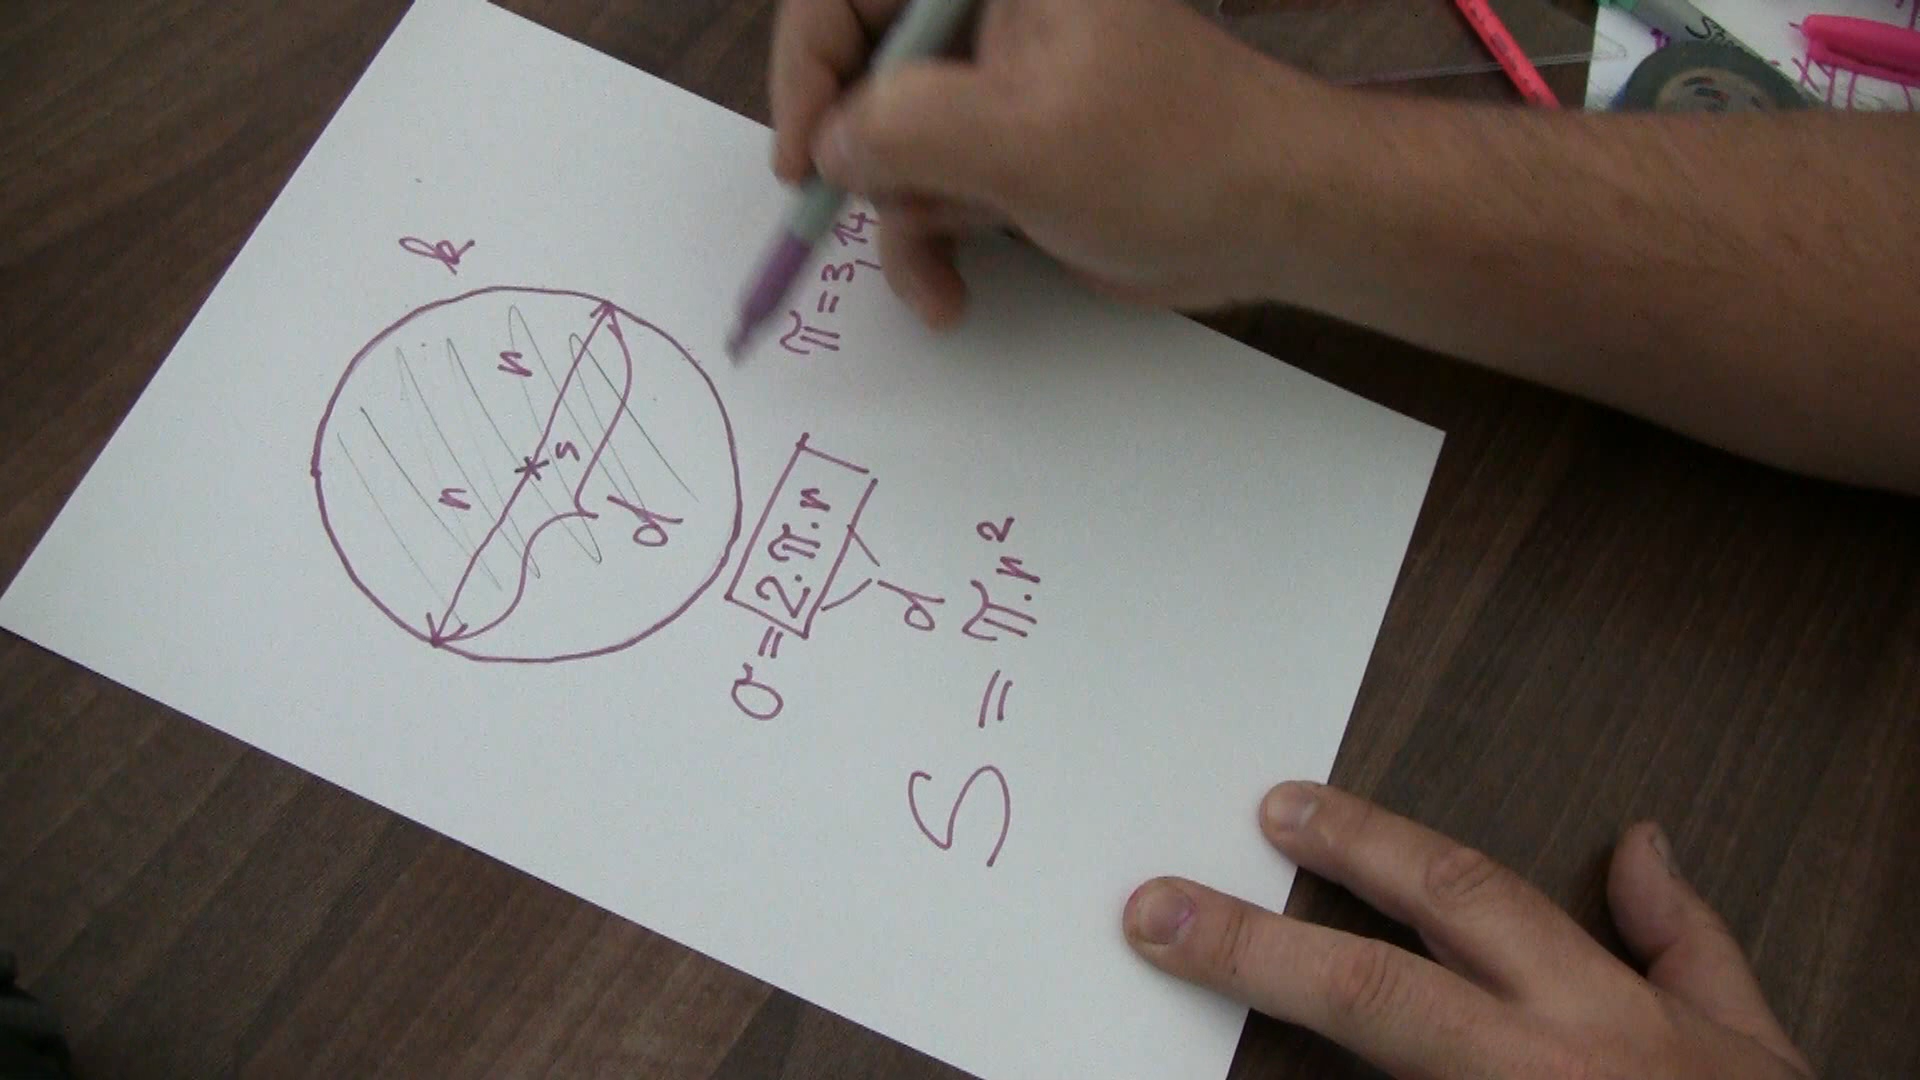 k
r
s
r
d
π = 3,14
σ = 2.π.r
d
S = π.r²